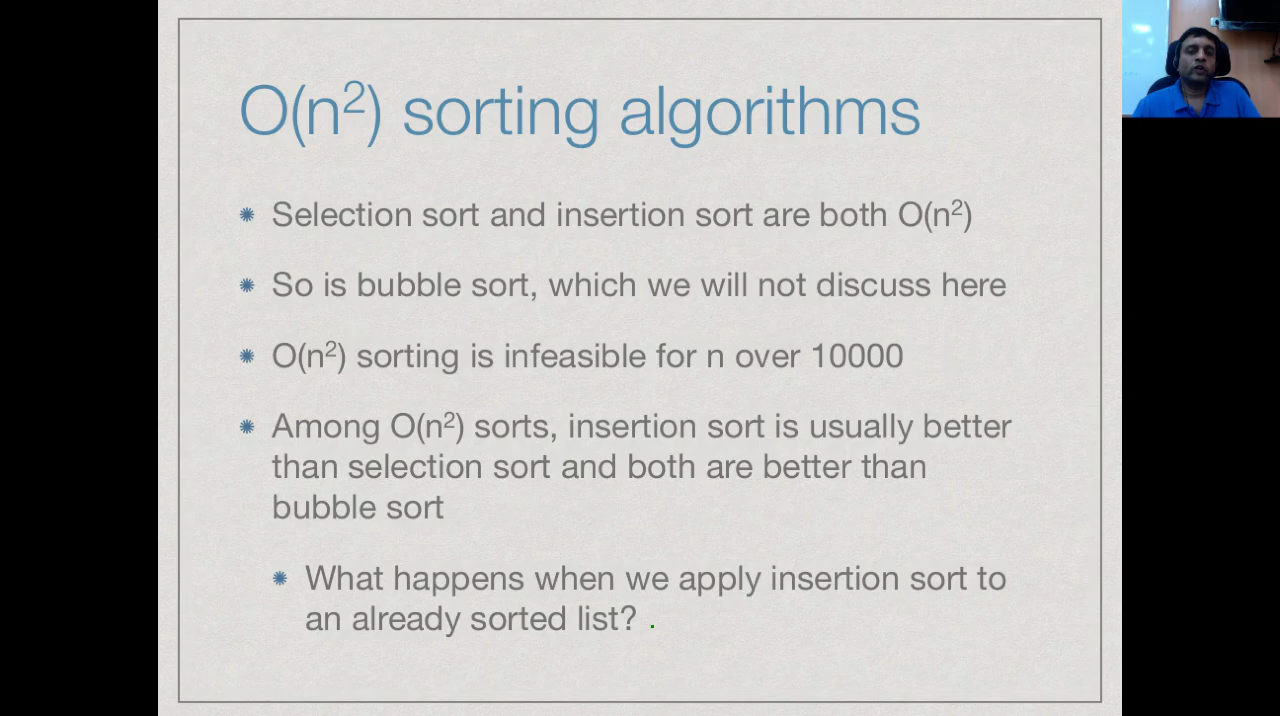 O(n²) sorting algorithms
Selection sort and insertion sort are both O(n²)
So is bubble sort, which we will not discuss here
O(n²) sorting is infeasible for n over 10000
Among O(n²) sorts, insertion sort is usually better
than selection sort and both are better than
bubble sort
What happens when we apply insertion sort to
an already sorted list?